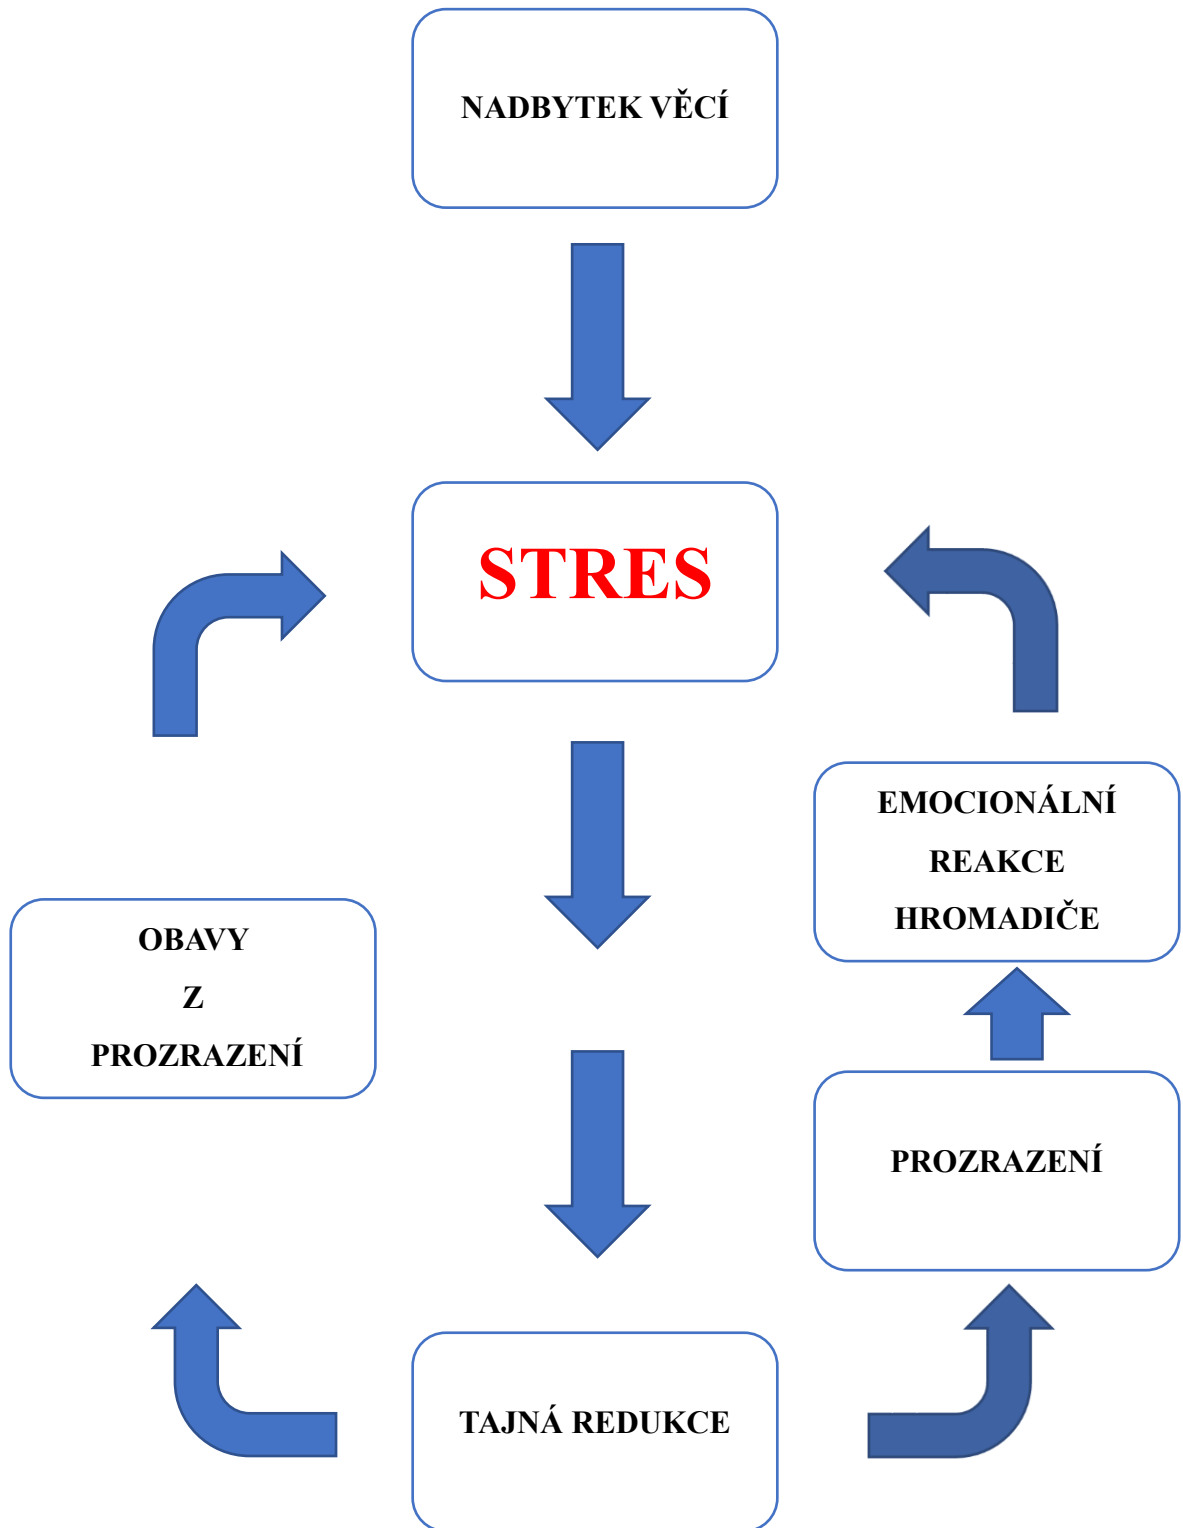 NADBYTEK VĚCÍ
STRES
EMOCIONÁLNÍ
REAKCE
HROMADIČE
OBAVY
Z
PROZRAZENÍ
PROZRAZENÍ
TAJNÁ REDUKCE